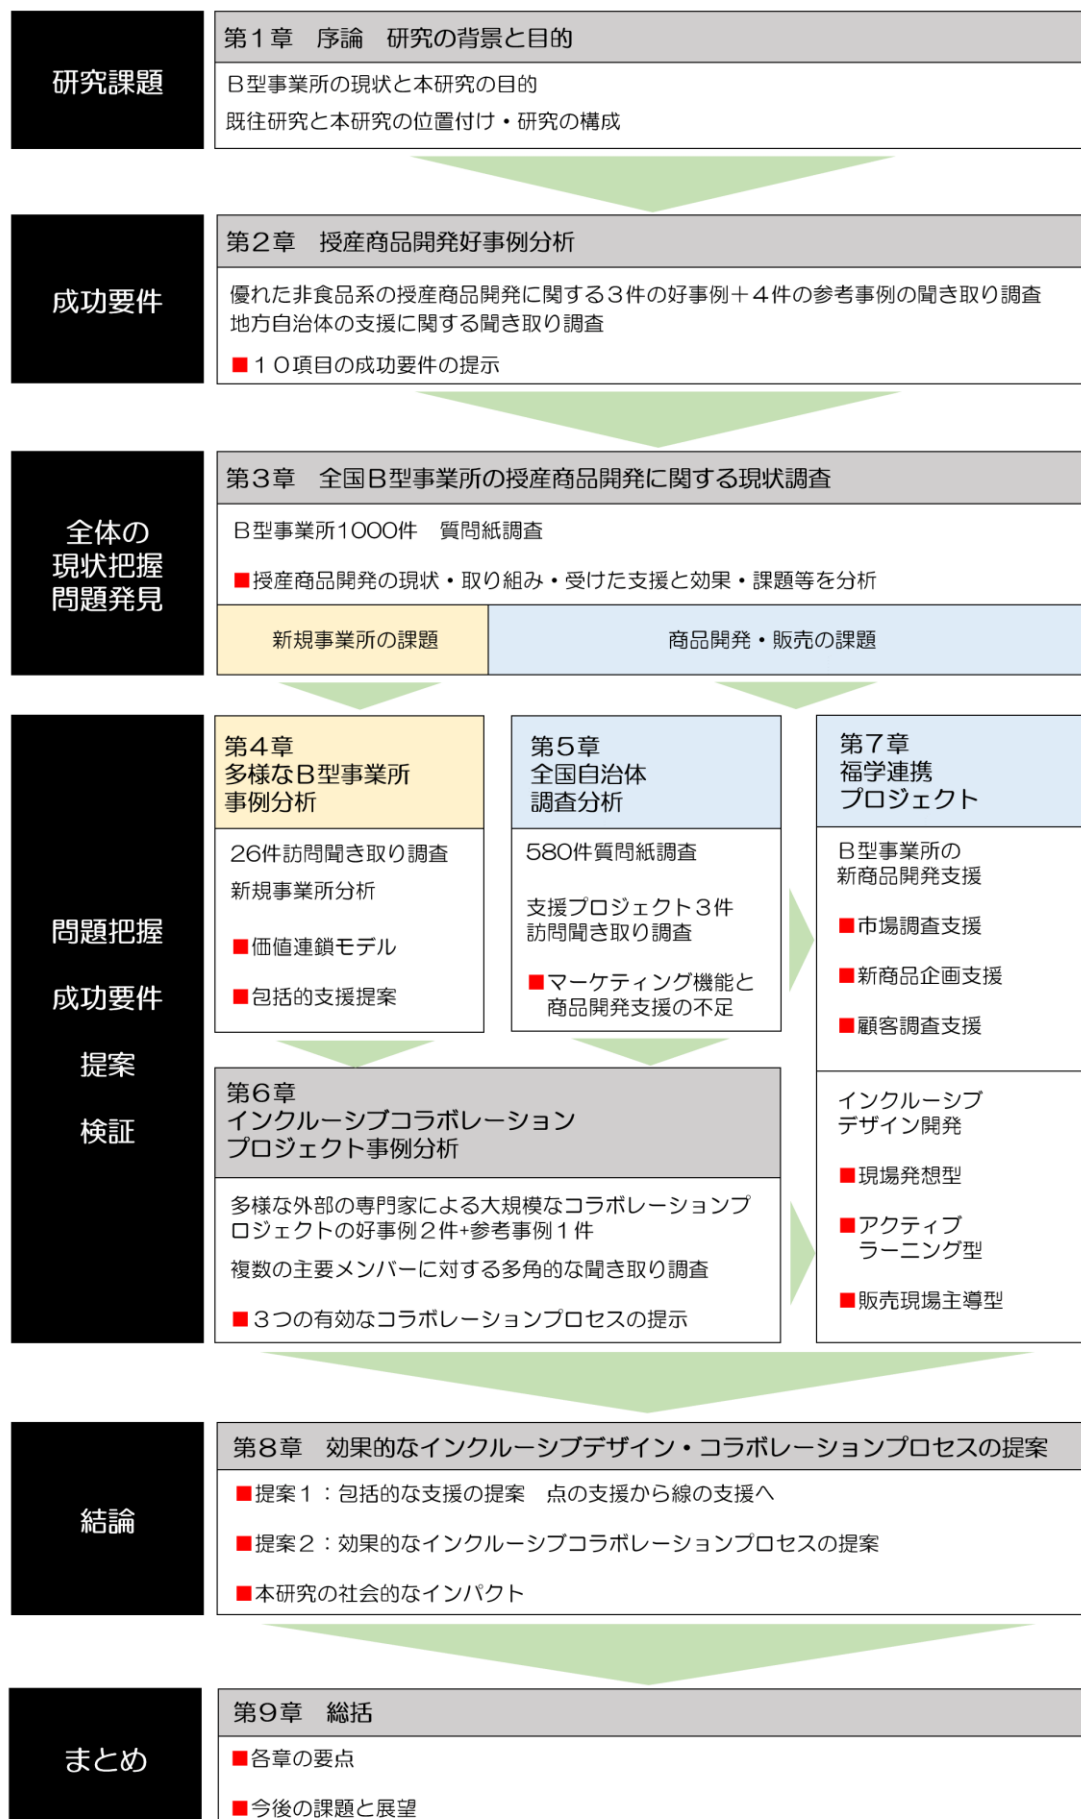 研究課題
第1章　序論　研究の背景と目的
B型事業所の現状と本研究の目的
既往研究と本研究の位置付け・研究の構成
成功要件
第2章　授産商品開発好事例分析
優れた非食品系の授産商品開発に関する3件の好事例＋4件の参考事例の聞き取り調査
地方自治体の支援に関する聞き取り調査
■10項目の成功要件の提示
全体の
現状把握
問題発見
第3章　全国B型事業所の授産商品開発に関する現状調査
B型事業所1000件　質問紙調査
■授産商品開発の現状・取り組み・受けた支援と効果・課題等を分析
新規事業所の課題
商品開発・販売の課題
問題把握
成功要件
提案
検証
第4章
多様なB型事業所
事例分析
26件訪問聞き取り調査
新規事業所分析
■価値連鎖モデル
■包括的支援提案
第5章
全国自治体
調査分析
580件質問紙調査
支援プロジェクト3件
訪問聞き取り調査
■マーケティング機能と
商品開発支援の不足
第6章
インクルーシブコラボレーション
プロジェクト事例分析
多様な外部の専門家による大規模なコラボレーションプ
ロジェクトの好事例2件+参考事例1件
複数の主要メンバーに対する多角的な聞き取り調査
■3つの有効なコラボレーションプロセスの提示
第7章
福学連携
プロジェクト
B型事業所の
新商品開発支援
■市場調査支援
■新商品企画支援
■顧客調査支援
インクルーシブ
デザイン開発
■現場発想型
■アクティブ
ラーニング型
■販売現場主導型
結論
第8章　効果的なインクルーシブデザイン・コラボレーションプロセスの提案
■提案1：包括的な支援の提案　点の支援から線の支援へ
■提案2：効果的なインクルーシブコラボレーションプロセスの提案
■本研究の社会的なインパクト
まとめ
第9章　総括
■各章の要点
■今後の課題と展望